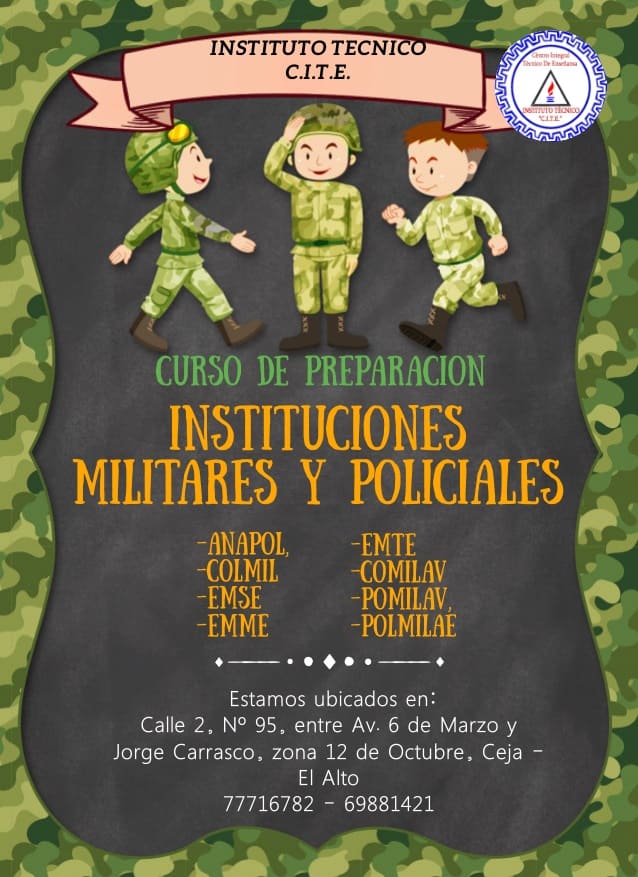 INSTITUTO TECNICO
C.I.T.E.
Centro Integral
Técnico De Enseñansa
INSTITUTO TÉCNICO
"C.I.T.E."
CURSO DE PREPARACION
INSTITUCIONES
MILITARES Y POLICIALES
-ANAPOL,
-COLMIL
-EMSE
-EMME
-EMTE
-COMILAV
-POMILAV,
-POLMILAE
Estamos ubicados en:
Calle 2, Nº 95, entre Av. 6 de Marzo y
Jorge Carrasco, zona 12 de Octubre, Ceja -
El Alto
77716782 - 69881421